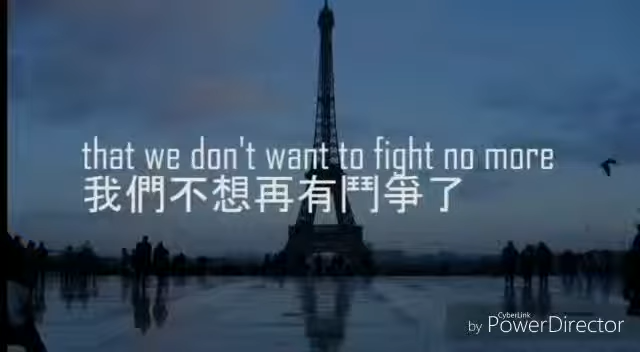 that we don't want to fight no more
我們不想再有鬥爭了
CyberLink
by PowerDirector